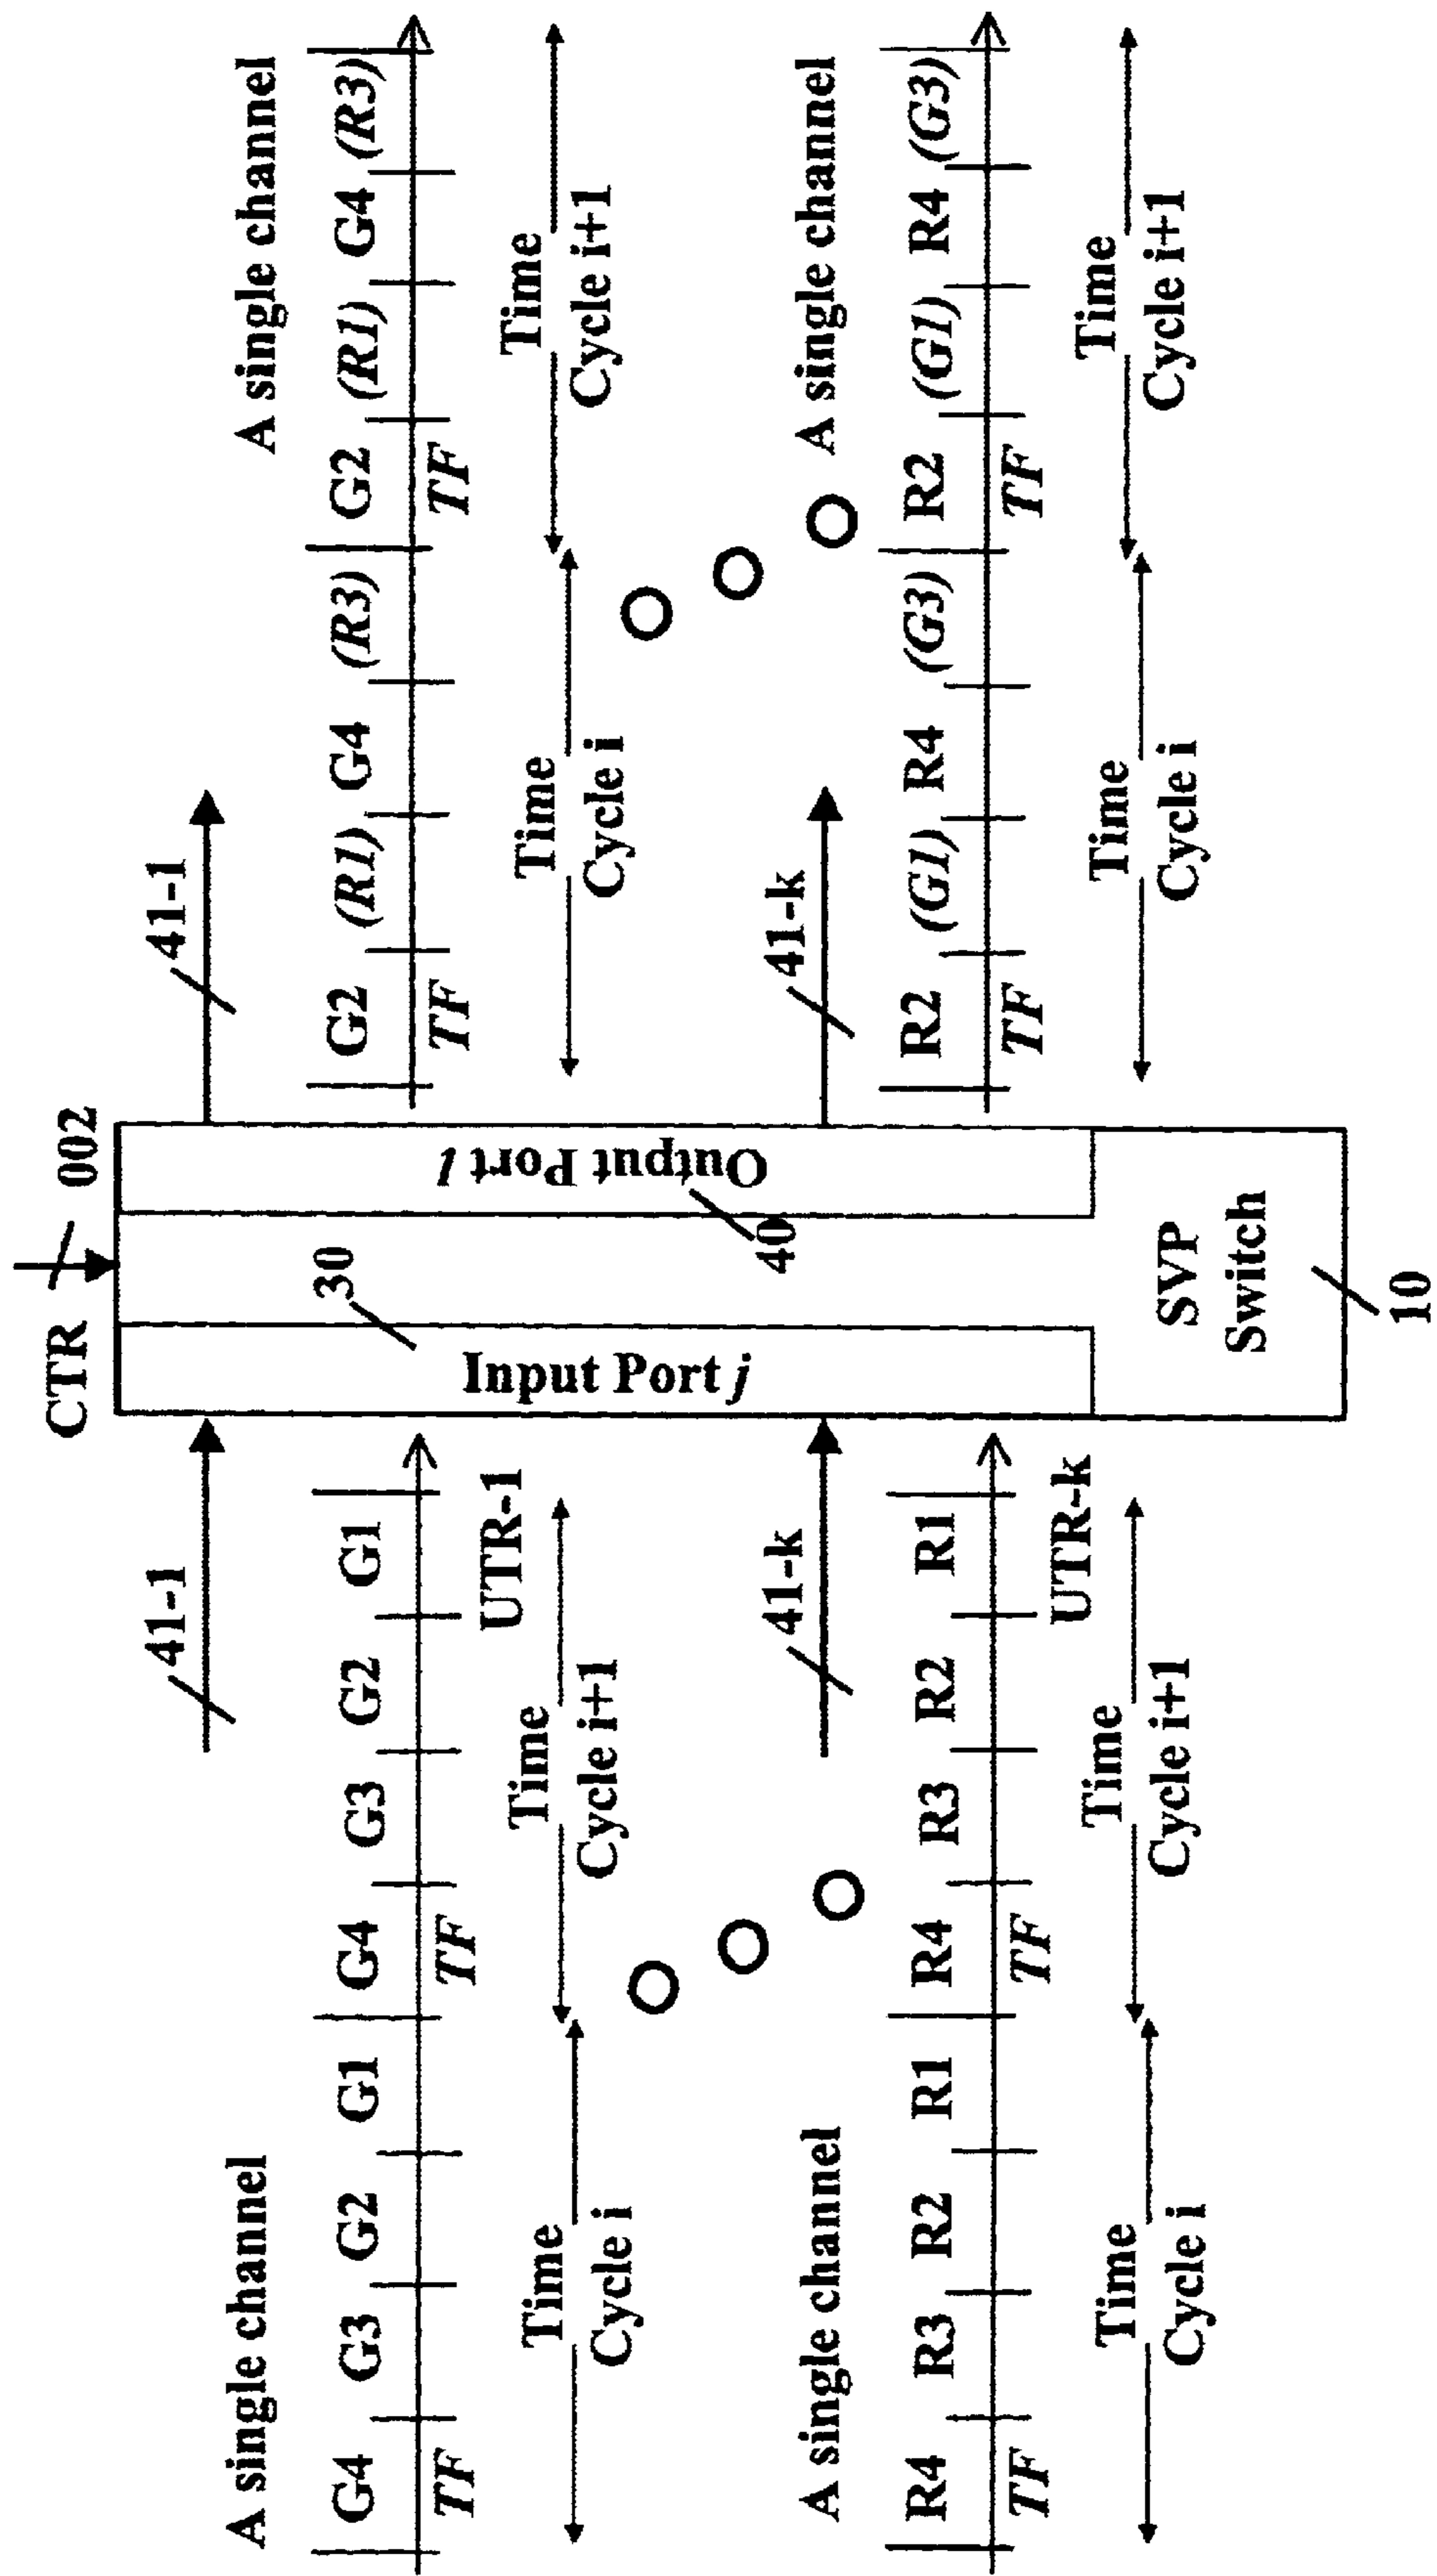 CTR
002
41-1
41-1
A single channel
A single channel
G4 G3 G2 G1 G4 G3 G2 G1
G2 (R1) G4 (R3) G2 (R1) G4 (R3)
TF
TF
UTR-1
TF
TF
Time
Cycle i
Time
Cycle i+1
Time
Cycle i
Time
Cycle i+1
30
Input Port j
Output Port l
40
41-k
41-k
A single channel
A single channel
R4 R3 R2 R1 R4 R3 R2 R1
R2 (G1) R4 (G3) R2 (G1) R4 (G3)
TF
TF
UTR-k
TF
TF
Time
Cycle i
Time
Cycle i+1
Time
Cycle i
Time
Cycle i+1
SVP
Switch
10